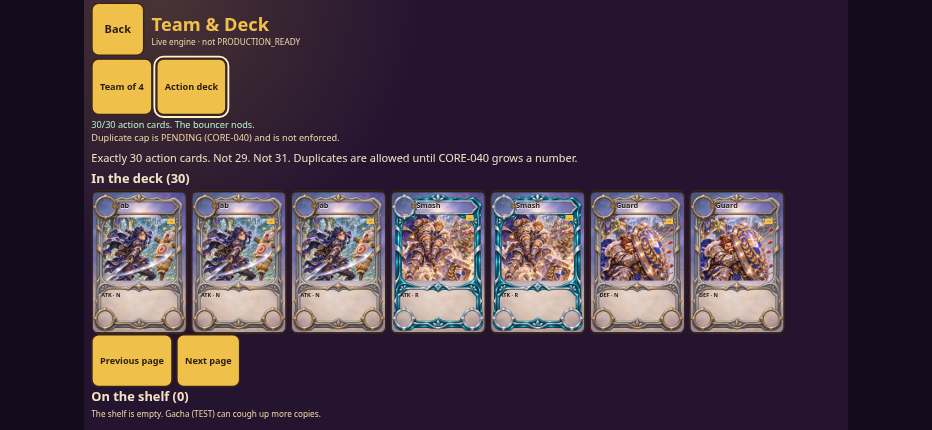 Back
Team & Deck
Live engine · not PRODUCTION_READY
Team of 4
Action deck
30/30 action cards. The bouncer nods.
Duplicate cap is PENDING (CORE-040) and is not enforced.
Exactly 30 action cards. Not 29. Not 31. Duplicates are allowed until CORE-040 grows a number.
In the deck (30)
Smash
Smash
Guard
Guard
ATK · N
ATK · N
ATK · N
ATK · R
ATK · R
DEF · N
DEF · N
Previous page
Next page
On the shelf (0)
The shelf is empty. Gacha (TEST) can cough up more copies.